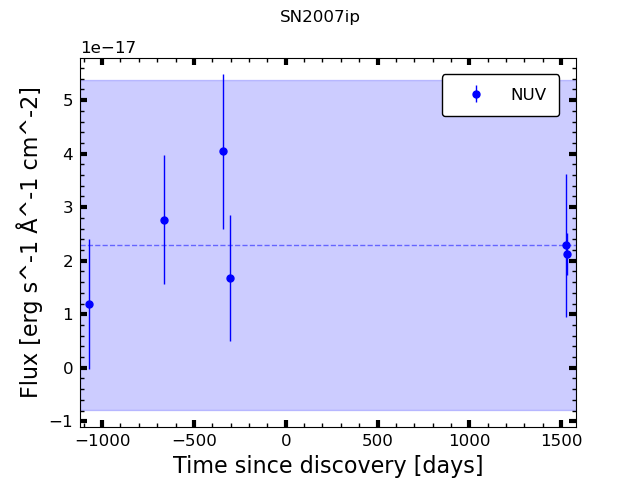 SN2007ip
1e−17
NUV
5
4
3
2
1
0
−1
Flux [erg s^-1 Å^-1 cm^-2]
−1000 −500 0 500 1000 1500
Time since discovery [days]